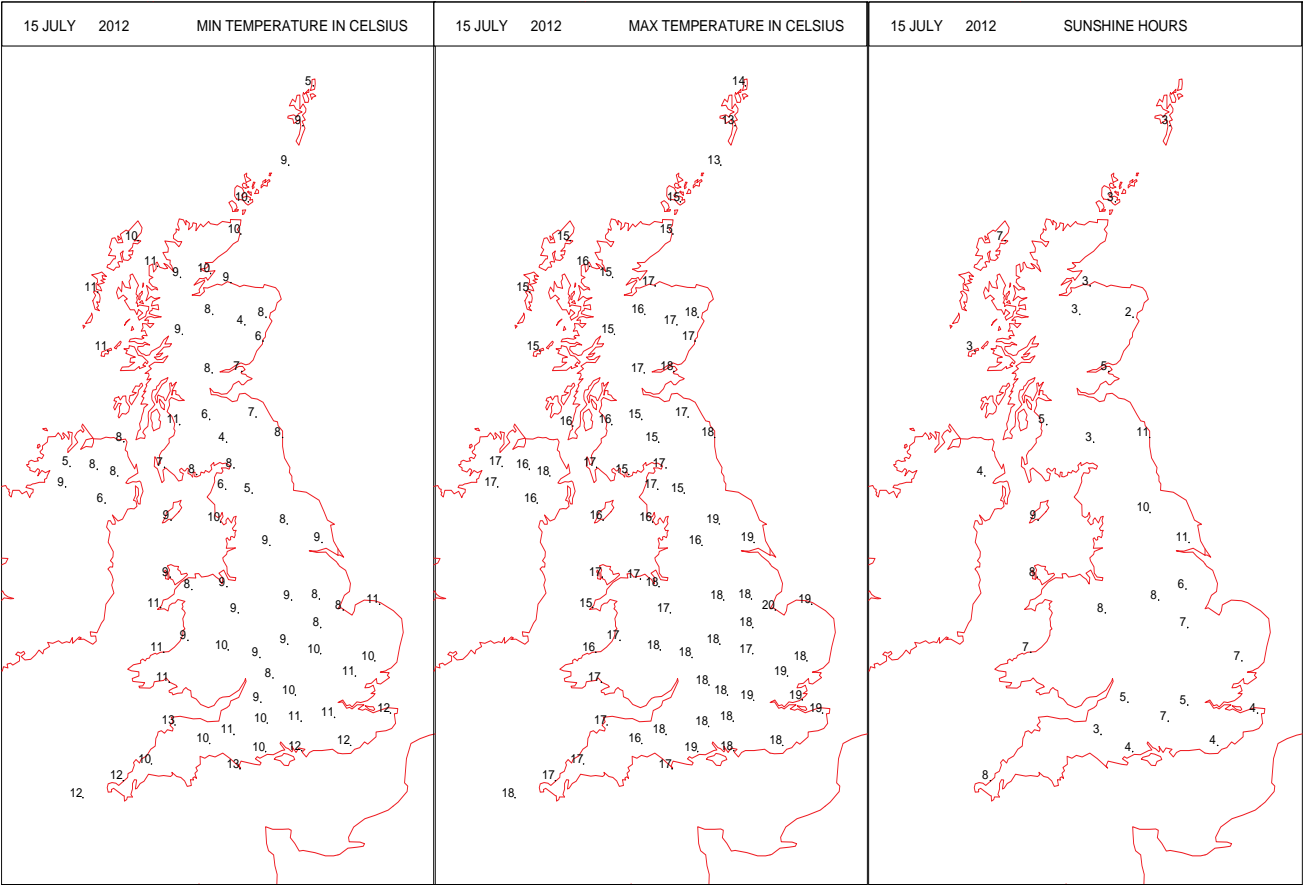 15 JULY 2012 MIN TEMPERATURE IN CELSIUS
5.
9.
9.
10.
10.
10.
11. 9. 10. 9.
11.
8. 4. 8.
9. 6.
11.
8. 7.
11. 6. 7.
8. 4. 8.
5. 8. 8. 7. 8. 8.
9. 6. 6. 5.
9. 10. 8.
9. 9.
9. 8. 9.
11. 9. 9. 8. 8. 11.
8.
11. 9. 10. 9. 9. 10. 10.
11. 8. 11.
9. 10.
13. 11. 10. 11. 11. 12.
10. 10. 12. 12.
12. 10. 13.
12.
15 JULY 2012 MAX TEMPERATURE IN CELSIUS
14.
13.
13.
15.
15.
15.
16. 15. 17.
15.
16. 17. 18.
15. 17.
15.
17. 18.
16. 16. 15. 17.
15. 18.
17. 16. 18. 17. 15. 17.
17. 16. 17. 15.
16. 16. 19.
16. 19.
17. 17. 18.
15. 17. 18. 18. 20. 19.
18.
16. 17. 18. 18. 18. 17. 18.
17. 18. 19.
18. 19. 19.
17. 18. 18. 18. 19.
16. 19. 18. 18.
17. 17. 17.
18.
15 JULY 2012 SUNSHINE HOURS
3.
3.
7.
3.
3. 2.
3.
5.
5. 3. 11.
4.
9. 10.
11.
8. 6.
8. 8.
7.
7. 7.
5. 5. 4.
3. 7.
4. 4.
8.